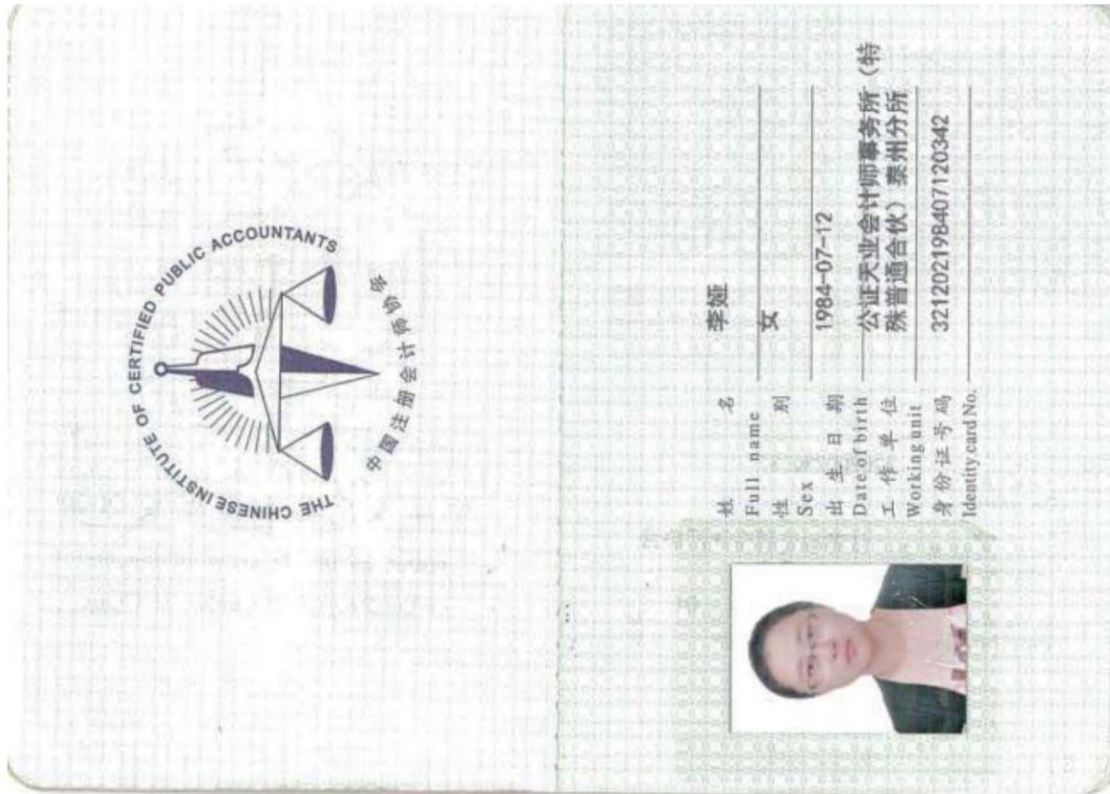 THE CHINESE INSTITUTE OF CERTIFIED PUBLIC ACCOUNTANTS
中国注册会计师协会
姓 名 李娅
Full name
性 别 女
Sex
出 生 日 期 1984-07-12
Date of birth
工 作 单 位 公证天业会计师事务所（特
殊普通合伙）泰州分所
Working unit
身 份 证 号 码 321202198407120342
Identity card No.